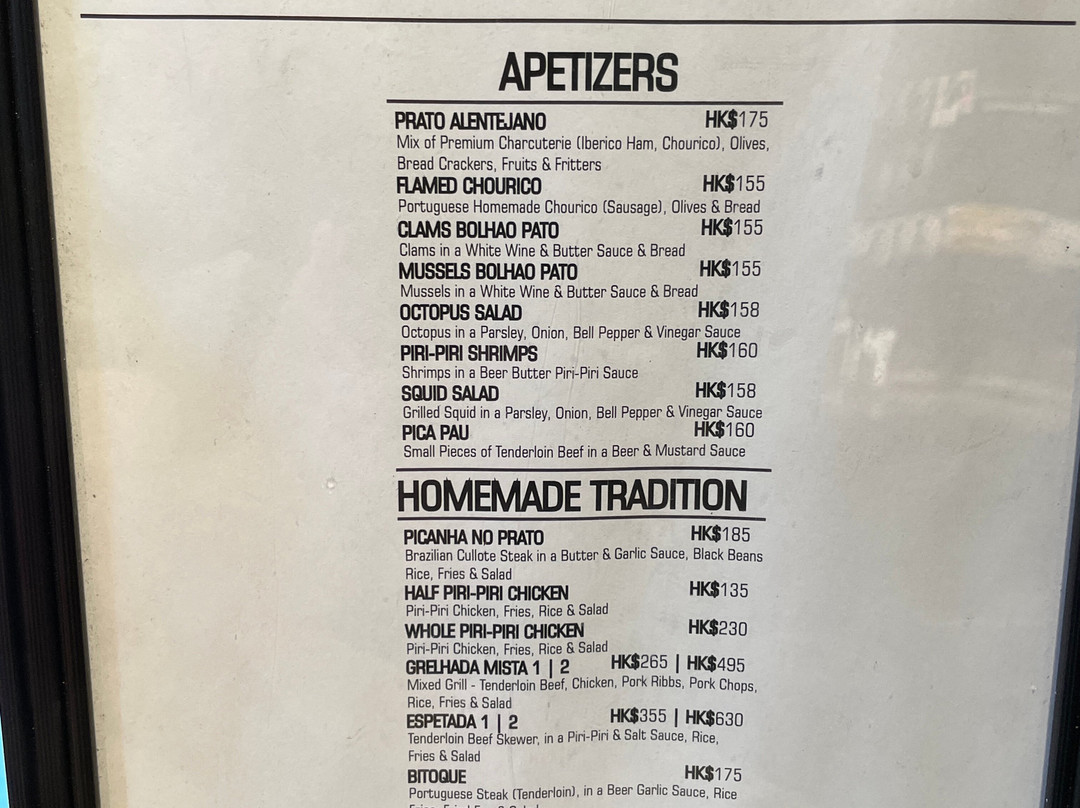 APETIZERS
PRATO ALENTEJANO HK$175
Mix of Premium Charcuterie (Iberico Ham, Chourico), Olives,
Bread Crackers, Fruits & Fritters
FLAMED CHOURICO HK$155
Portuguese Homemade Chourico (Sausage), Olives & Bread
CLAMS BOLHAO PATO HK$155
Clams in a White Wine & Butter Sauce & Bread
MUSSELS BOLHAO PATO HK$155
Mussels in a White Wine & Butter Sauce & Bread
OCTOPUS SALAD HK$158
Octopus in a Parsley, Onion, Bell Pepper & Vinegar Sauce
PIRI-PIRI SHRIMPS HK$160
Shrimps in a Beer Butter Piri-Piri Sauce
SQUID SALAD HK$158
Grilled Squid in a Parsley, Onion, Bell Pepper & Vinegar Sauce
PICA PAU HK$160
Small Pieces of Tenderloin Beef in a Beer & Mustard Sauce
HOMEMADE TRADITION
PICANHA NO PRATO HK$185
Brazilian Cullote Steak in a Butter & Garlic Sauce, Black Beans
Rice, Fries & Salad
HALF PIRI-PIRI CHICKEN HK$135
Piri-Piri Chicken, Fries, Rice & Salad
WHOLE PIRI-PIRI CHICKEN HK$230
Piri-Piri Chicken, Fries, Rice & Salad
GRELHADA MISTA 1 | 2 HK$265 | HK$495
Mixed Grill - Tenderloin Beef, Chicken, Pork Ribbs, Pork Chops,
Rice, Fries & Salad
ESPETADA 1 | 2 HK$355 | HK$630
Tenderloin Beef Skewer, in a Piri-Piri & Salt Sauce, Rice,
Fries & Salad
BITOQUE HK$175
Portuguese Steak (Tenderloin), in a Beer Garlic Sauce, Rice